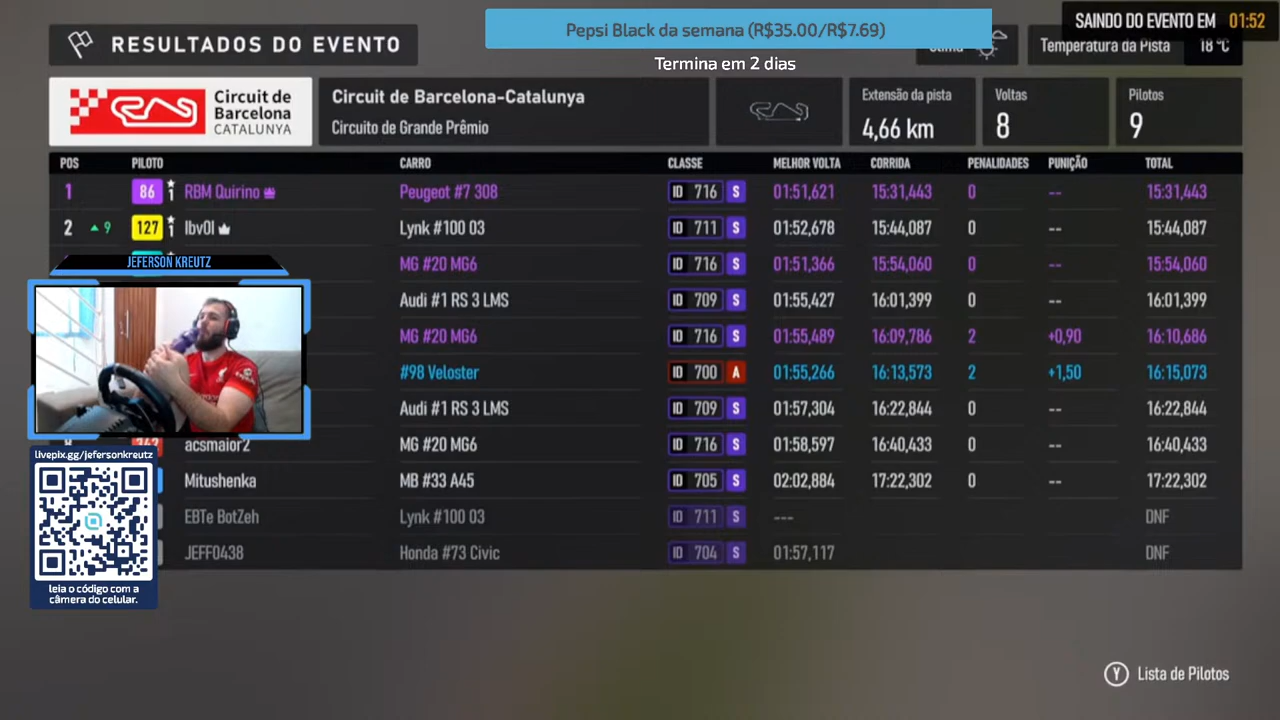 RESULTADOS DO EVENTO
Pepsi Black da semana (R$35.00/R$7.69)
Termina em 2 dias
SAINDO DO EVENTO EM 01:52
Clima
Temperatura da Pista 18 °C
Circuit de Barcelona CATALUNYA
Circuit de Barcelona-Catalunya
Circuito de Grande Prêmio
Extensão da pista
4,66 km
Voltas
8
Pilotos
9
POS PILOTO CARRO CLASSE MELHOR VOLTA CORRIDA PENALIDADES PUNIÇÃO TOTAL
1 86 1 RBM Quirino Peugeot #7 308 ID 716 S 01:51,621 15:31,443 0 -- 15:31,443
2 9 127 1 lbv0l Lynk #100 03 ID 711 S 01:52,678 15:44,087 0 -- 15:44,087
MG #20 MG6 ID 716 S 01:51,366 15:54,060 0 -- 15:54,060
Audi #1 RS 3 LMS ID 709 S 01:55,427 16:01,399 0 -- 16:01,399
MG #20 MG6 ID 716 S 01:55,489 16:09,786 2 +0,90 16:10,686
#98 Veloster ID 700 A 01:55,266 16:13,573 2 +1,50 16:15,073
Audi #1 RS 3 LMS ID 709 S 01:57,304 16:22,844 0 -- 16:22,844
acsmaior2 MG #20 MG6 ID 716 S 01:58,597 16:40,433 0 -- 16:40,433
Mitushenka MB #33 A45 ID 705 S 02:02,884 17:22,302 0 -- 17:22,302
EBTe BotZeh Lynk #100 03 ID 711 S --- DNF
JEFF0438 Honda #73 Civic ID 704 S 01:57,117 DNF
JEFERSON KREUTZ
livepix.gg/jefersonkreutz
leia o código com a
câmera do celular.
Y Lista de Pilotos